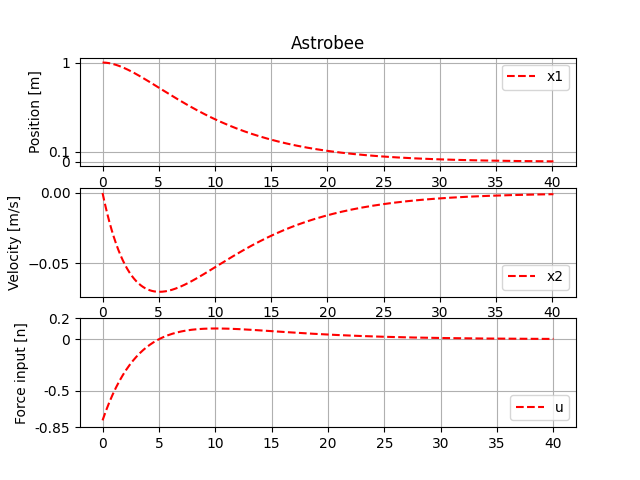 Astrobee
Position [m]
1
0.1
0
x1
0 5 10 15 20 25 30 35 40
Velocity [m/s]
0.00
−0.05
x2
0 5 10 15 20 25 30 35 40
Force input [n]
0.2
0
-0.5
-0.85
u
0 5 10 15 20 25 30 35 40